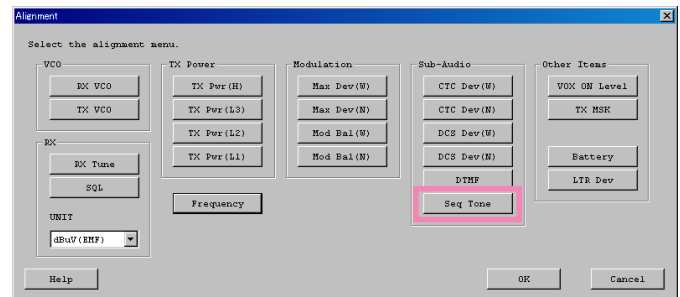 Alignment
Select the alignment menu.
VCO
RX VCO
TX VCO
RX
RX Tune
SQL
UNIT
dBuV(EMF)
TX Power
TX Pwr(H)
TX Pwr(L3)
TX Pwr(L2)
TX Pwr(L1)
Frequency
Modulation
Max Dev(W)
Max Dev(N)
Mod Bal(W)
Mod Bal(N)
Sub-Audio
CTC Dev(W)
CTC Dev(N)
DCS Dev(W)
DCS Dev(N)
DTMF
Seq Tone
Other Items
VOX ON Level
TX MSK
Battery
LTR Dev
Help
OK
Cancel